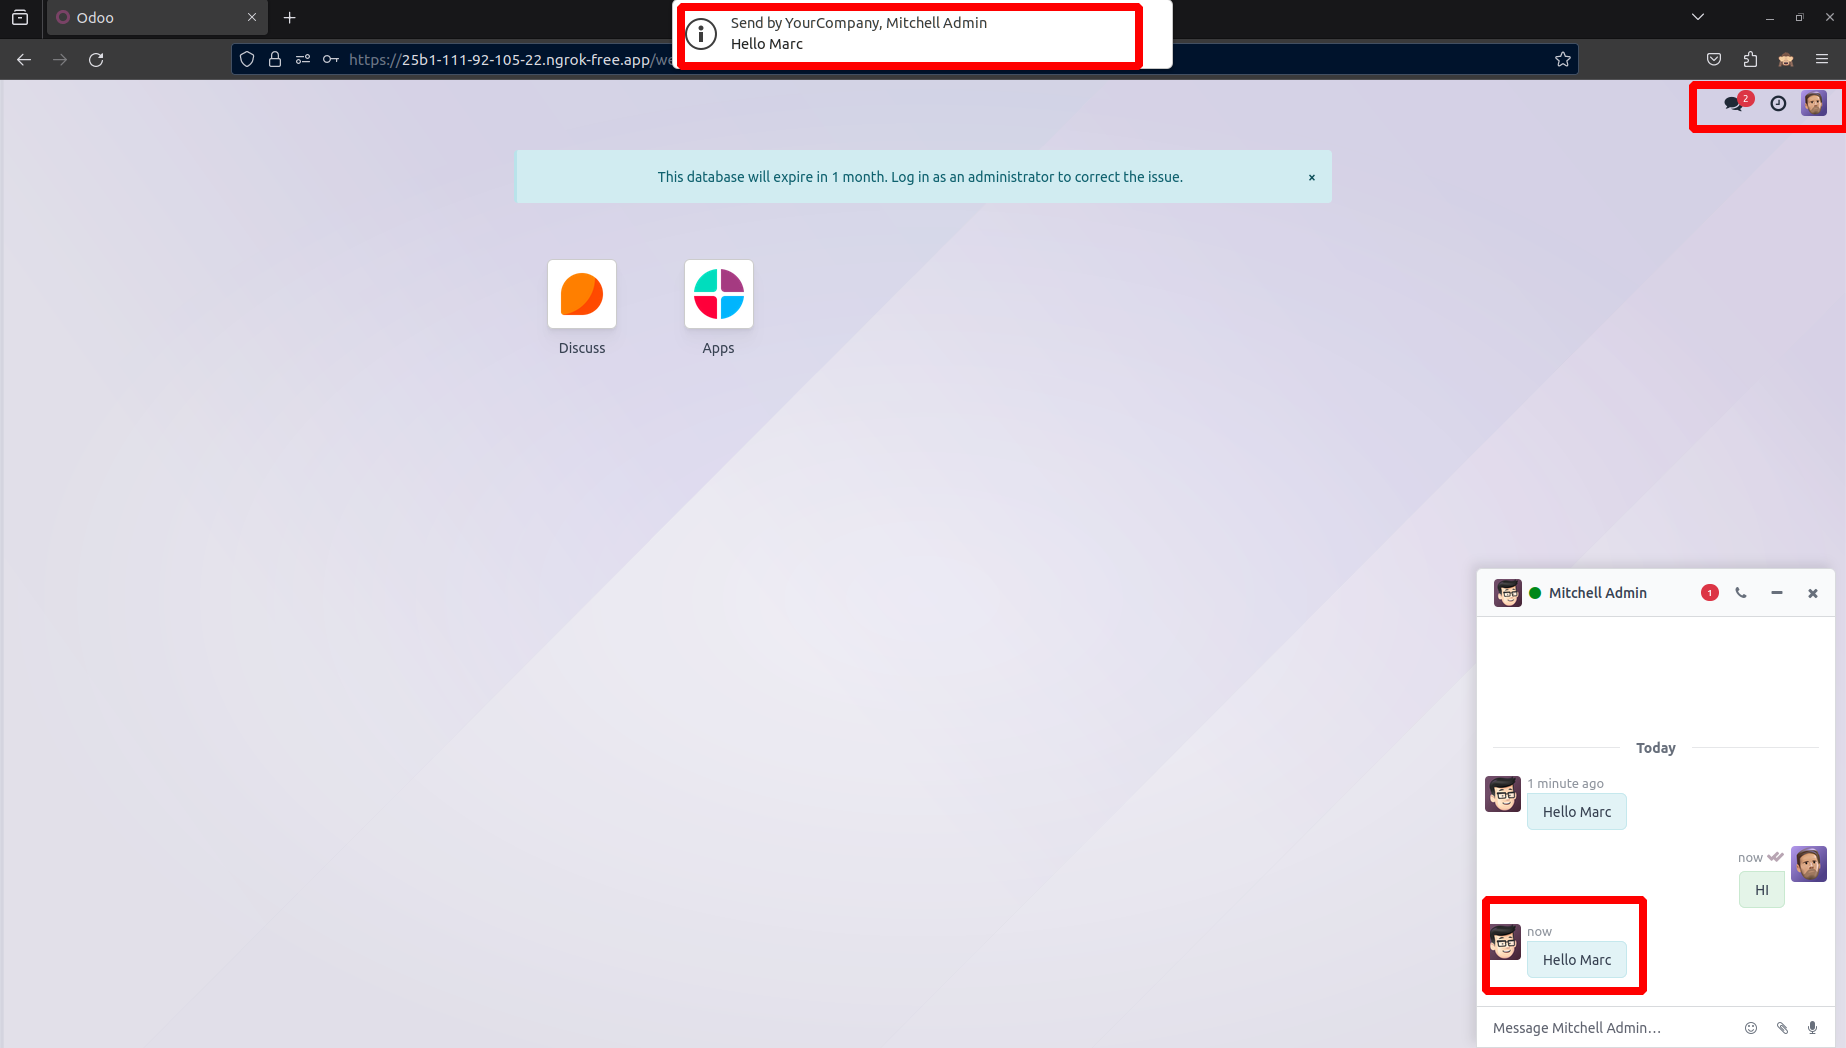 Odoo
Send by YourCompany, Mitchell Admin
Hello Marc
https://25b1-111-92-105-22.ngrok-free.app/we
2
This database will expire in 1 month. Log in as an administrator to correct the issue.
Discuss
Apps
Mitchell Admin
1
Today
1 minute ago
Hello Marc
now
HI
now
Hello Marc
Message Mitchell Admin...